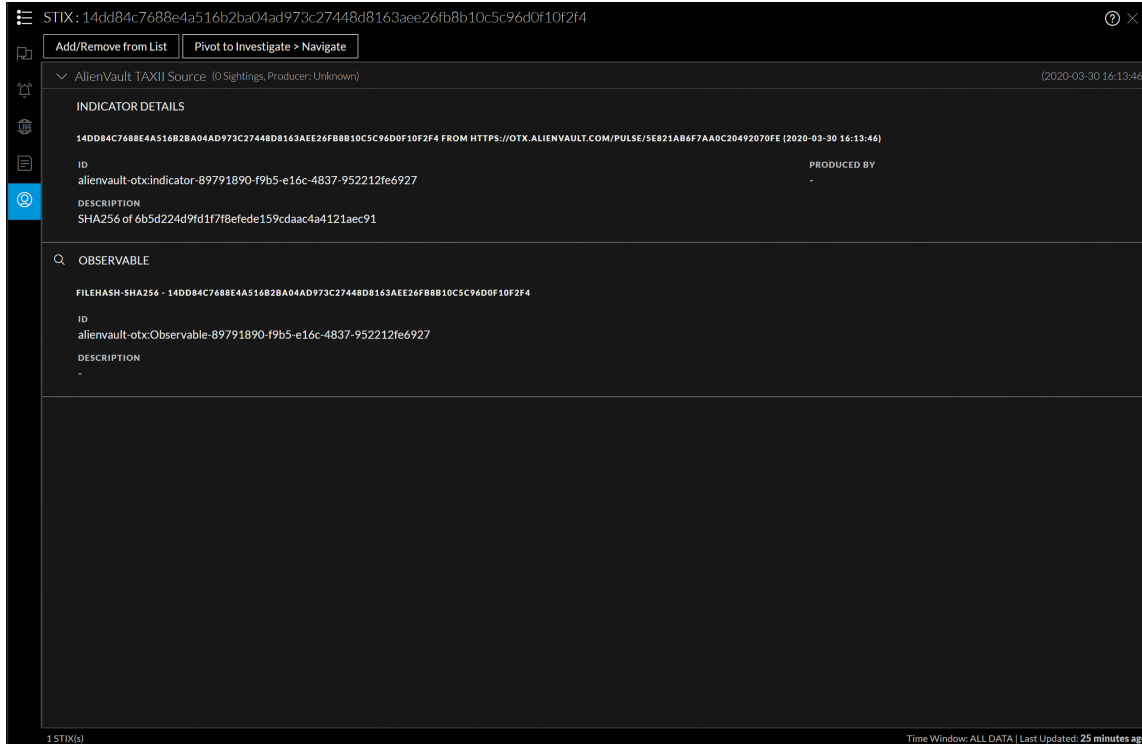 STIX : 14dd84c7688e4a516b2ba04ad973c27448d8163aee26fb8b10c5c96d0f10f2f4
Add/Remove from List Pivot to Investigate > Navigate
AlienVault TAXII Source (0 Sightings, Producer: Unknown) (2020-03-30 16:13:46
INDICATOR DETAILS
14DD84C7688E4A516B2BA04AD973C27448D8163AEE26FB8B10C5C96D0F10F2F4 FROM HTTPS://OTX.ALIENVAULT.COM/PULSE/5E821AB6F7AA0C20492070FE (2020-03-30 16:13:46)
ID PRODUCED BY
alienvault-otx:indicator-89791890-f9b5-e16c-4837-952212fe6927 -
DESCRIPTION
SHA256 of 6b5d224d9fd1f7f8efede159cdaac4a4121aec91
OBSERVABLE
FILEHASH-SHA256 - 14DD84C7688E4A516B2BA04AD973C27448D8163AEE26FB8B10C5C96D0F10F2F4
ID
alienvault-otx:Observable-89791890-f9b5-e16c-4837-952212fe6927
DESCRIPTION
-
1 STIX(s) Time Window: ALL DATA | Last Updated: 25 minutes ag